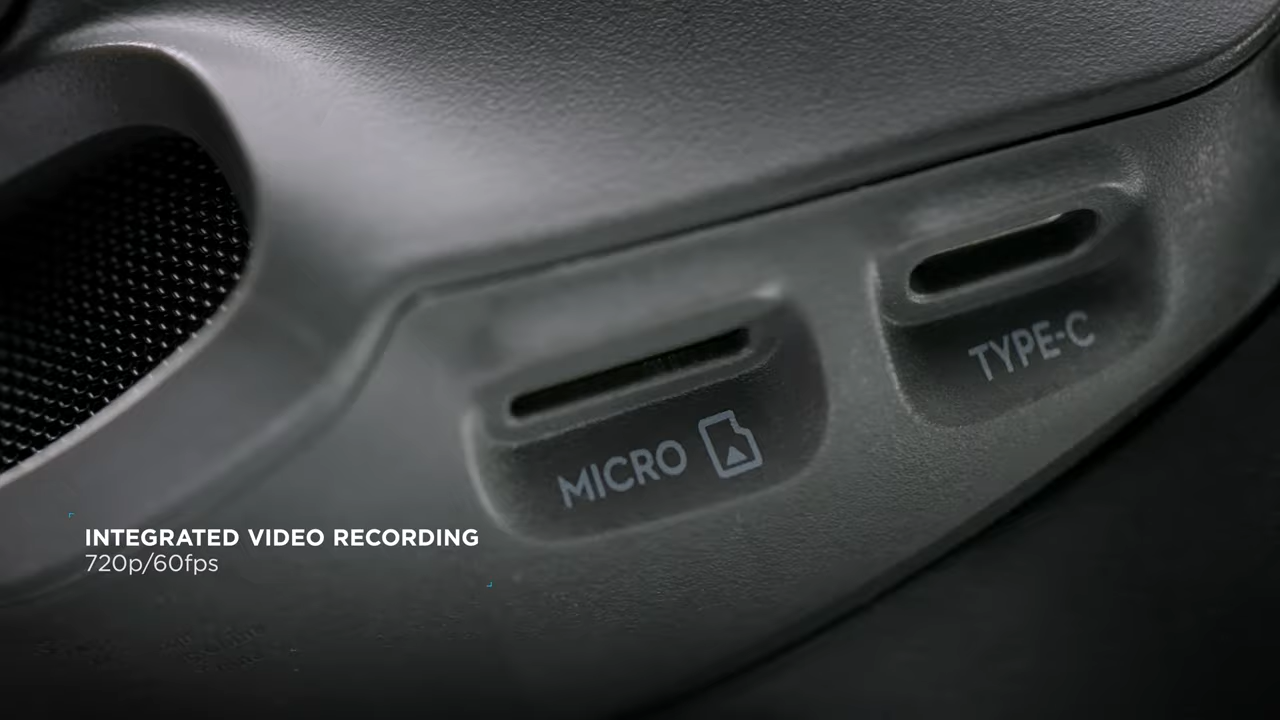 MICRO
TYPE-C
INTEGRATED VIDEO RECORDING
720p/60fps